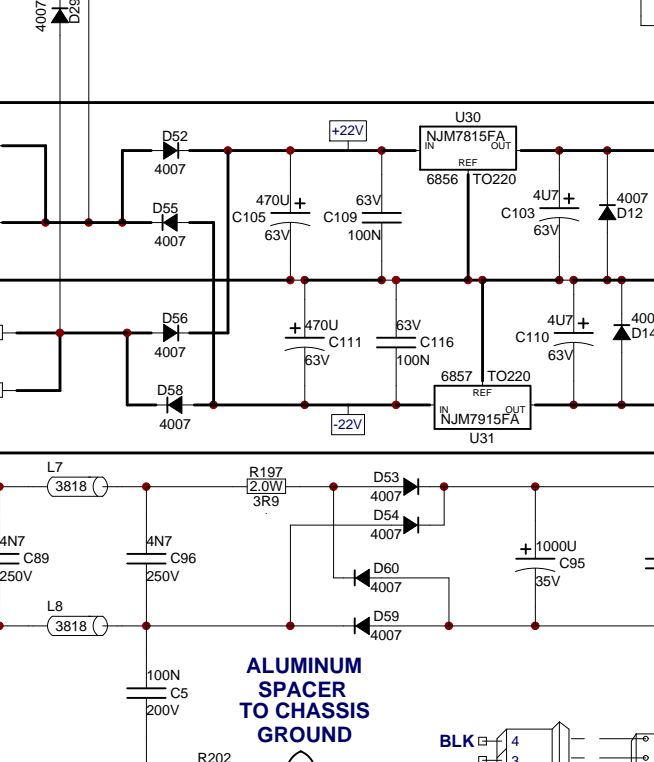 4007
D29
U30
NJM7815FA
IN
OUT
REF
6856
TO220
+22V
D52
4007
D55
4007
470U
+
C105
63V
63V
C109
100N
4U7
+
C103
63V
4007
D12
D56
4007
D58
4007
+
470U
C111
63V
63V
C116
100N
4U7
+
C110
63V
D14
6857
TO220
REF
IN
OUT
NJM7915FA
U31
-22V
L7
3818
R197
2.0W
3R9
D53
4007
D54
4007
4N7
C89
250V
4N7
C96
250V
D60
4007
+
1000U
C95
35V
L8
3818
D59
4007
100N
C5
200V
ALUMINUM
SPACER
TO CHASSIS
GROUND
R202
BLK
4
3